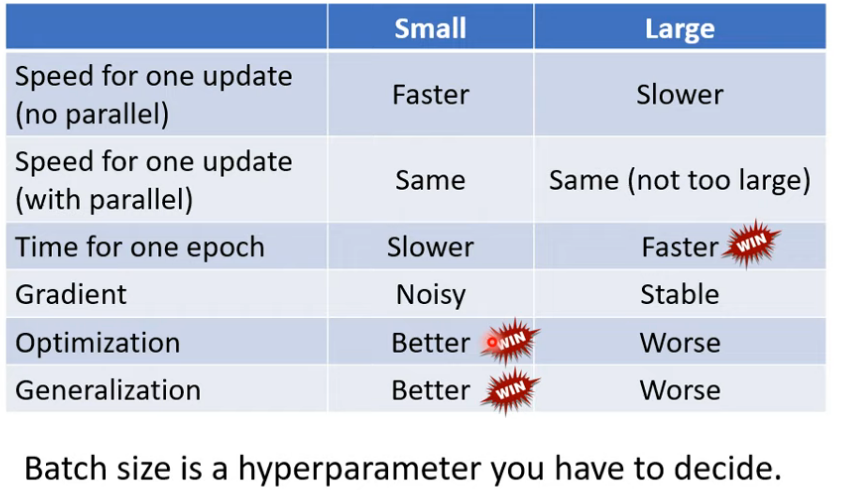 Small Large
Speed for one update
(no parallel)
Faster Slower
Speed for one update
(with parallel)
Same Same (not too large)
Time for one epoch Slower Faster WIN
Gradient Noisy Stable
Optimization Better WIN Worse
Generalization Better WIN Worse
Batch size is a hyperparameter you have to decide.